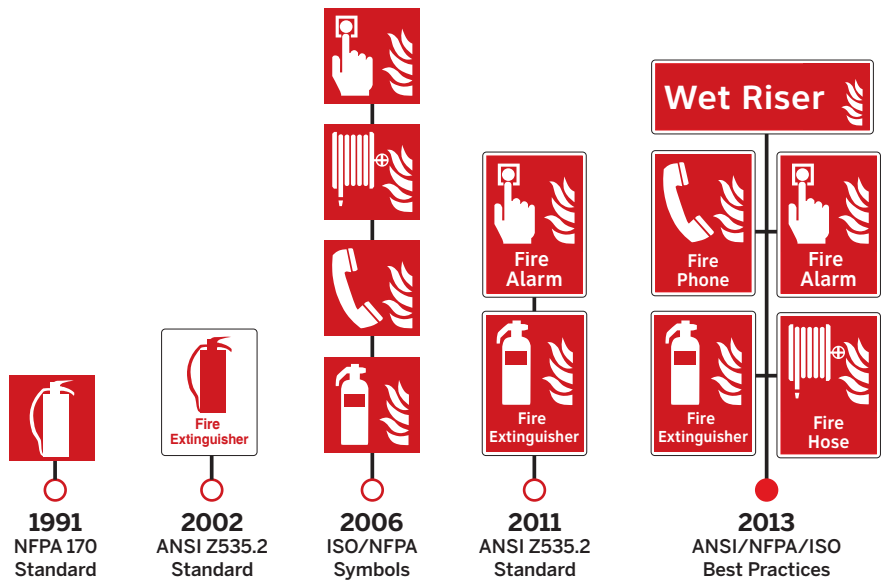 Wet Riser
Fire
Phone
Fire
Alarm
Fire
Alarm
Fire
Extinguisher
Fire
Extinguisher
Fire
Extinguisher
Fire
Hose
1991
NFPA 170
Standard
2002
ANSI Z535.2
Standard
2006
ISO/NFPA
Symbols
2011
ANSI Z535.2
Standard
2013
ANSI/NFPA/ISO
Best Practices